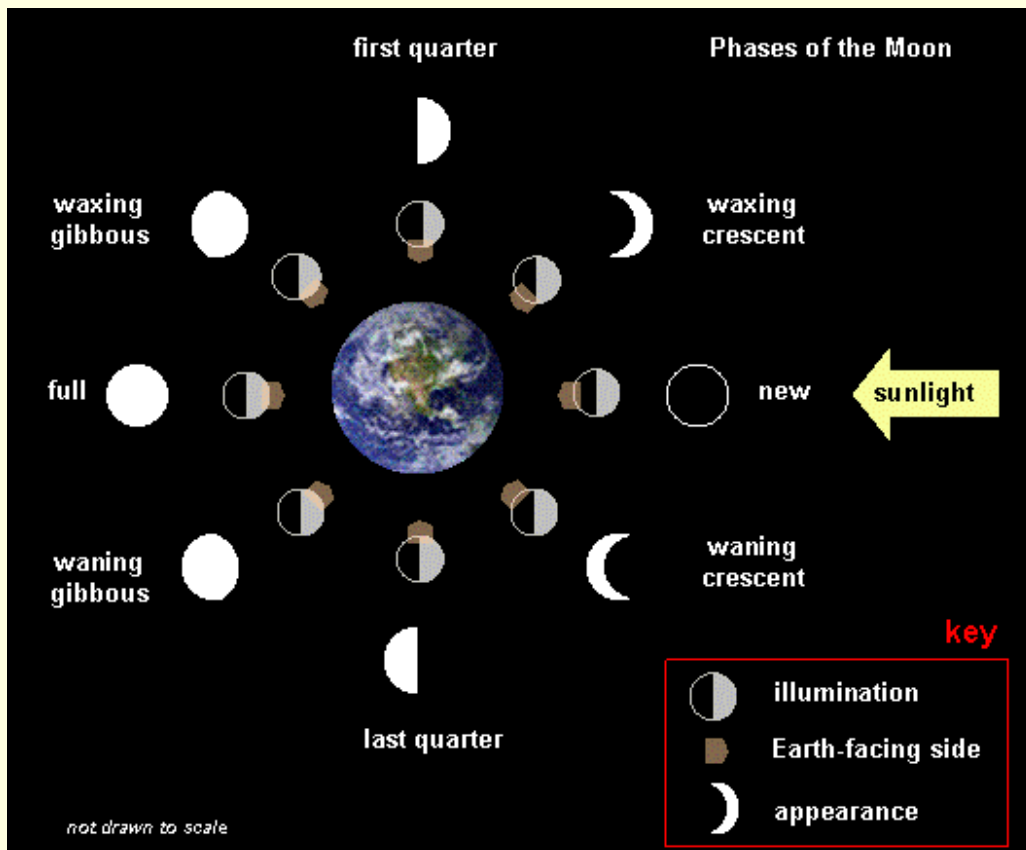 first quarter
Phases of the Moon
waxing
gibbous
waxing
crescent
full
new
sunlight
waning
gibbous
waning
crescent
last quarter
key
illumination
Earth-facing side
appearance
not drawn to scale